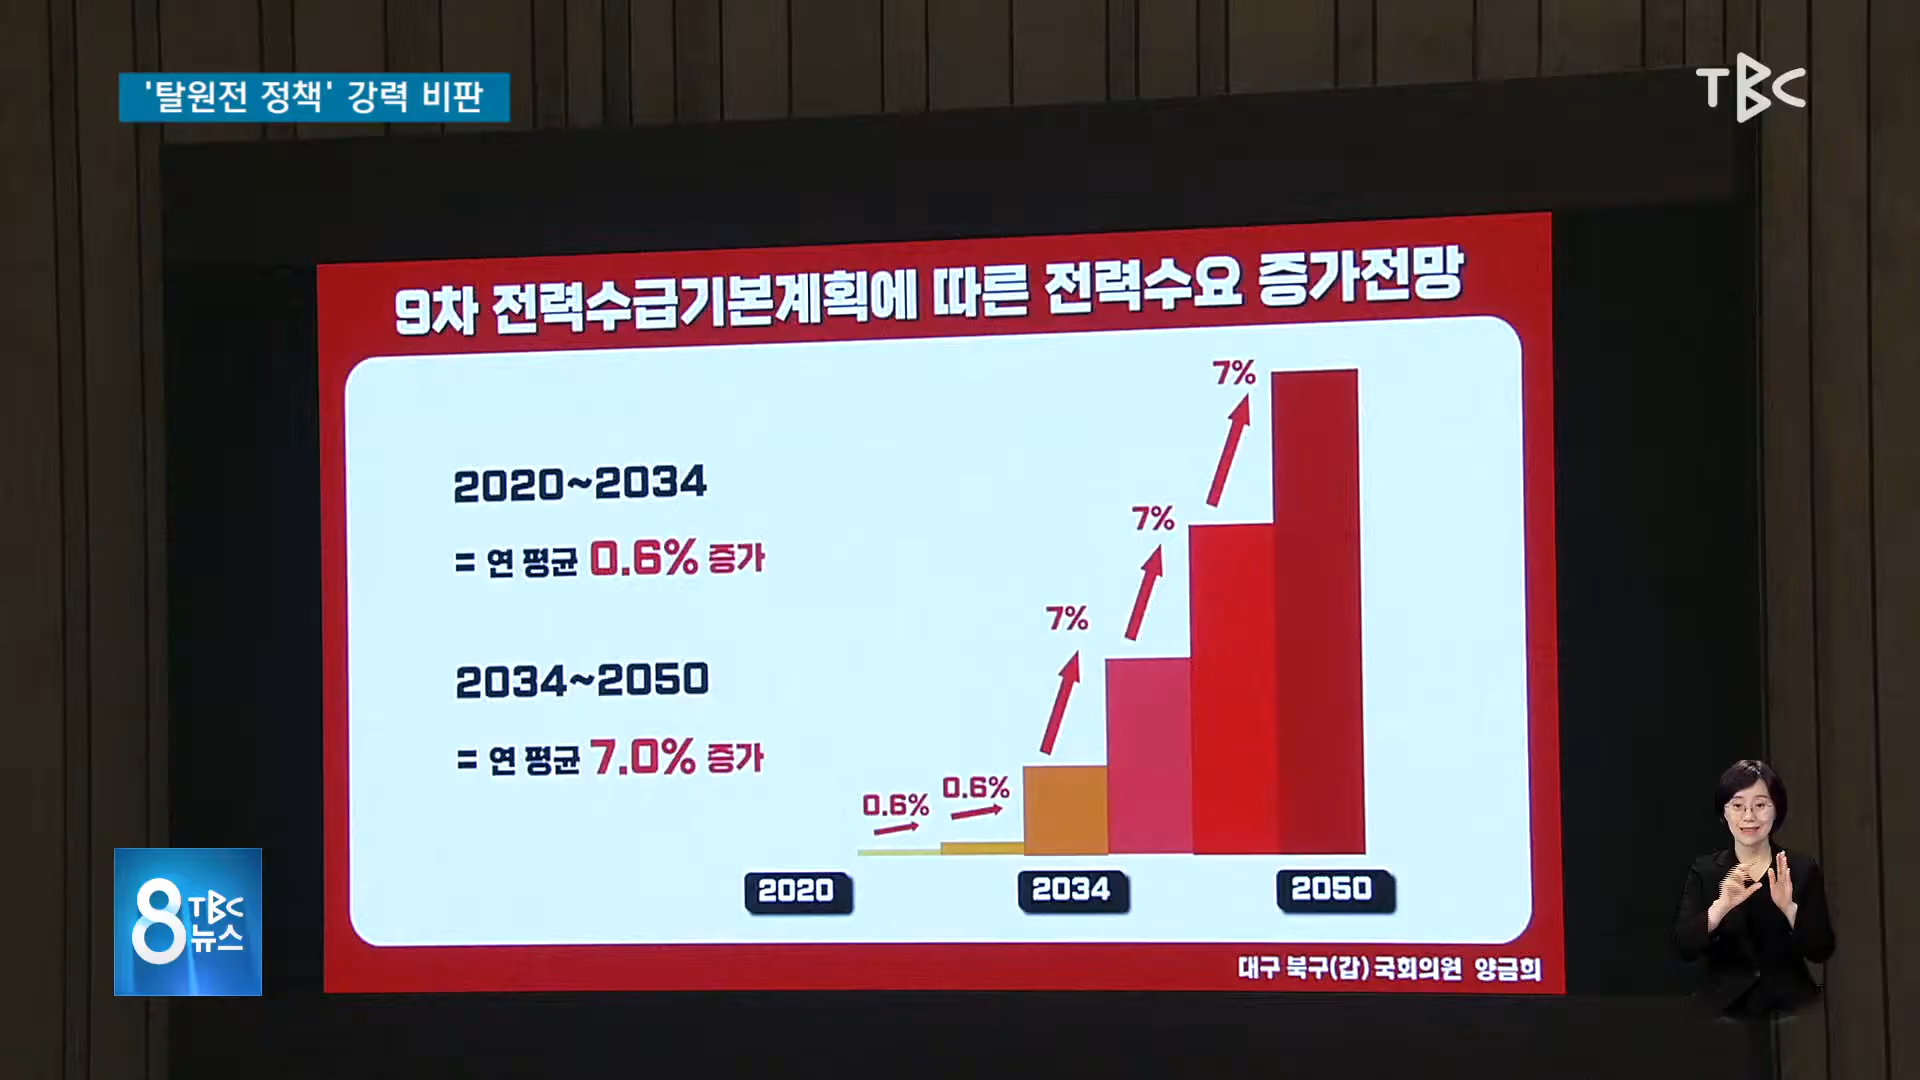 '탈원전 정책' 강력 비판
TBC
9차 전력수급기본계획에 따른 전력수요 증가전망
2020~2034
= 연 평균 0.6% 증가
2034~2050
= 연 평균 7.0% 증가
0.6%
0.6%
7%
7%
7%
2020
2034
2050
대구 북구(갑) 국회의원 양금희
8 TBC 뉴스